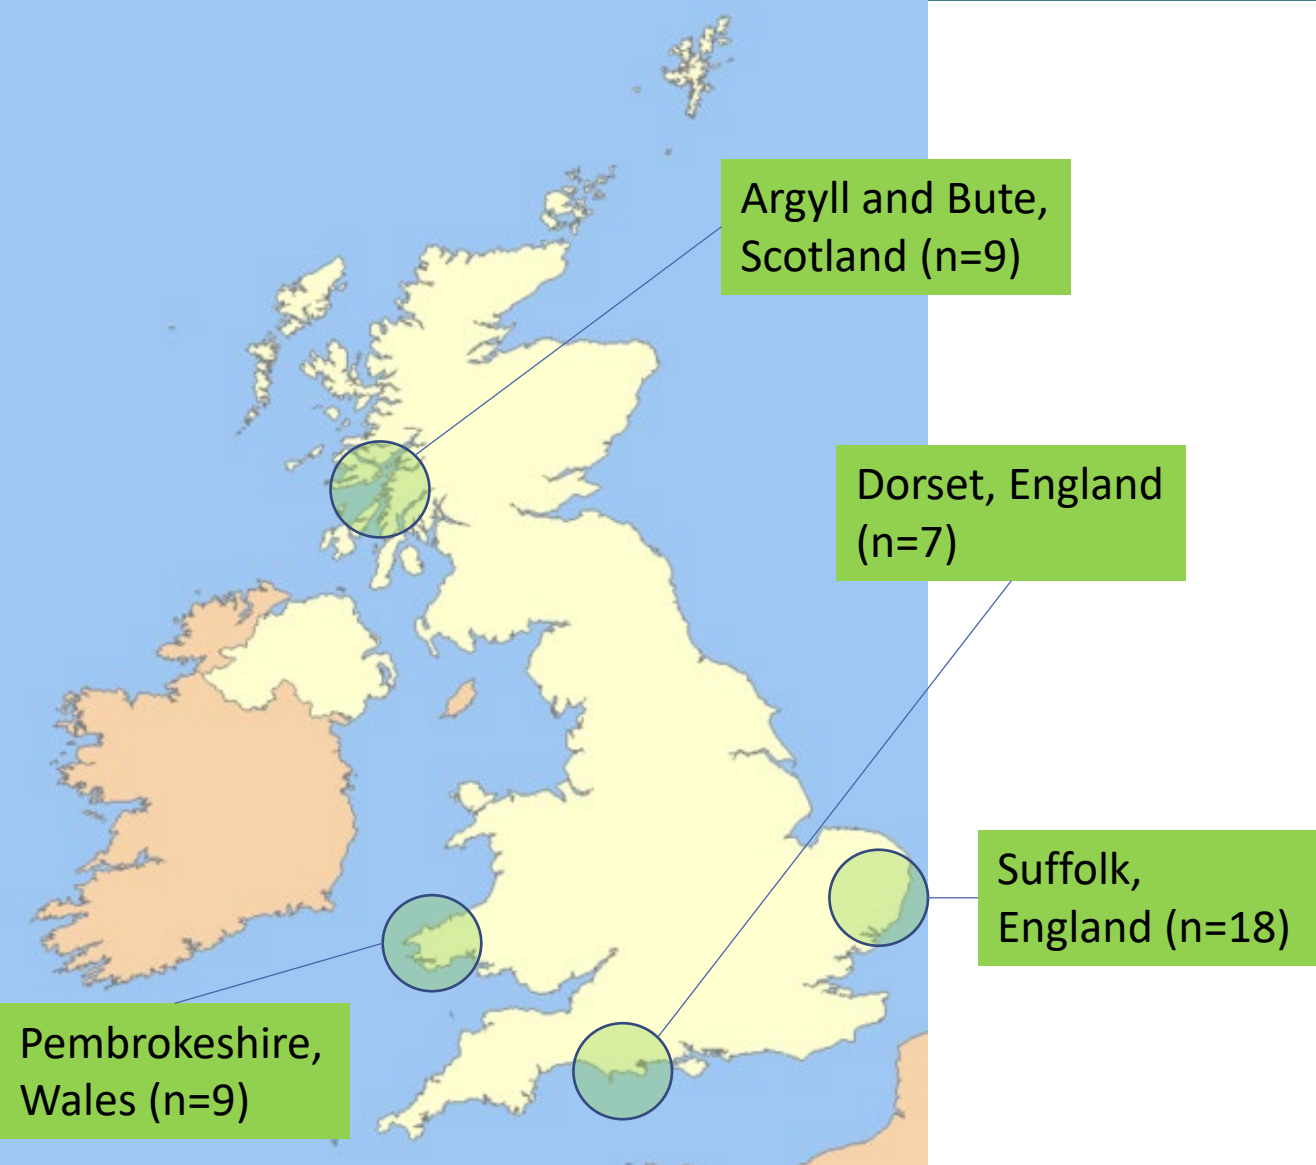 Argyll and Bute,
Scotland (n=9)
Dorset, England
(n=7)
Suffolk,
England (n=18)
Pembrokeshire,
Wales (n=9)